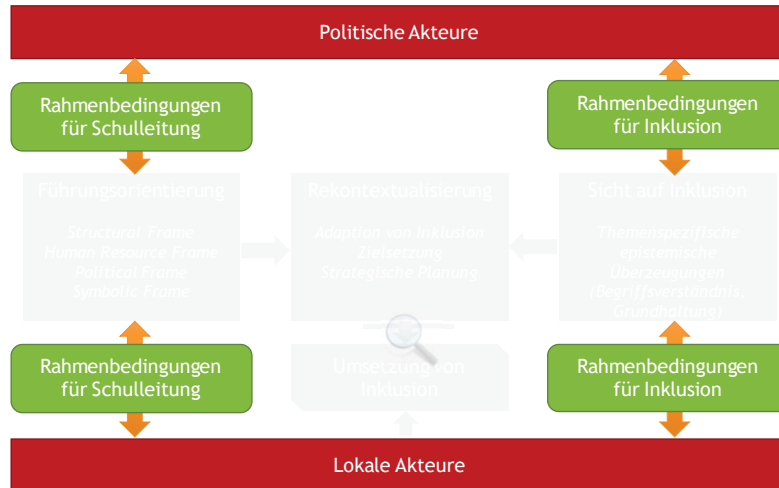 Politische Akteure
Rahmenbedingungen
für Schulleitung
Rahmenbedingungen
für Inklusion
Führungsorientierung
Structural Frame
Human Resource Frame
Political Frame
Symbolic Frame
Rekontextualisierung
Adaption von Inklusion
Zielsetzung
Strategische Planung
Sicht auf Inklusion
Themenspezifische
epistemische
Überzeugungen
(Begriffsverständnis,
Grundhaltung)
Rahmenbedingungen
für Schulleitung
Umsetzung von
Inklusion
Rahmenbedingungen
für Inklusion
Lokale Akteure